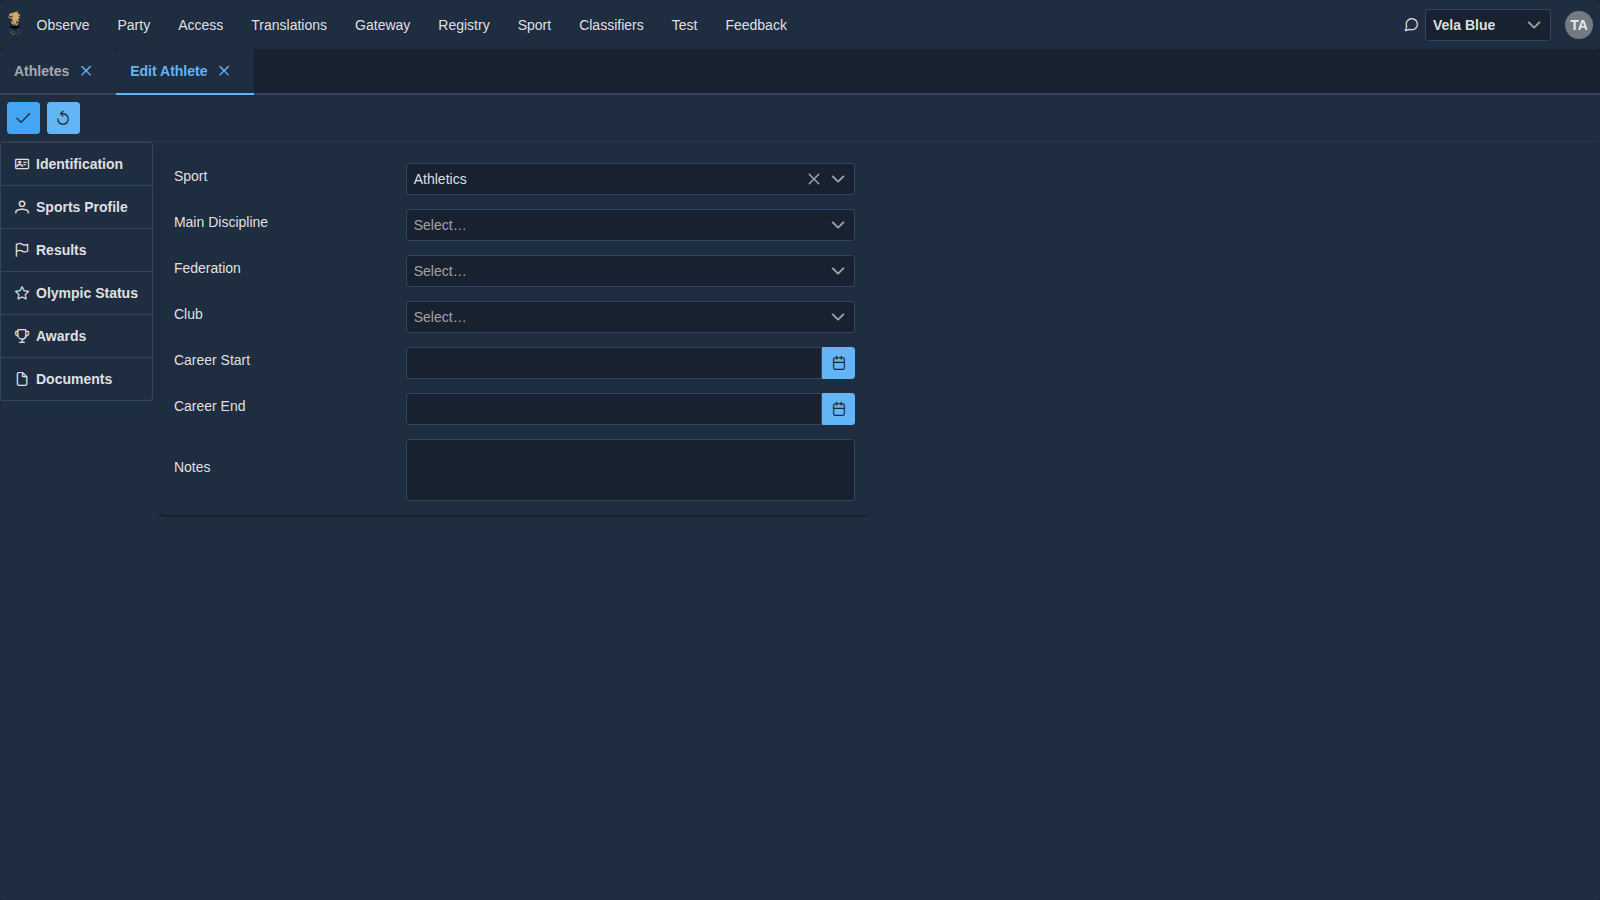 Observe Party Access Translations Gateway Registry Sport Classifiers Test Feedback Vela Blue TA
Athletes Edit Athlete
Identification
Sports Profile
Results
Olympic Status
Awards
Documents
Sport Athletics
Main Discipline Select...
Federation Select...
Club Select...
Career Start
Career End
Notes